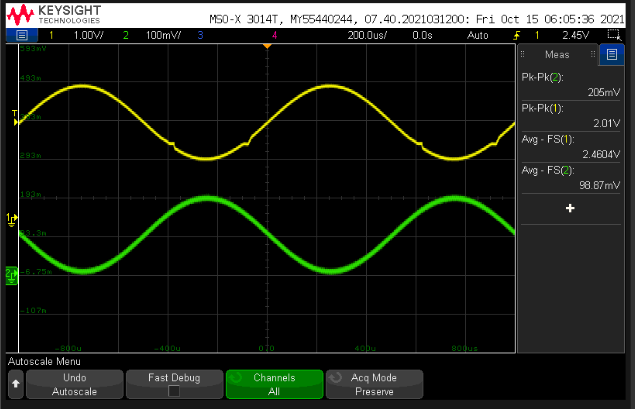 KEYSIGHT
TECHNOLOGIES
MSO-X 3014T, MY55440244, 07.40.2021031200: Fri Oct 15 06:05:36 2021
1 1.00V/ 2 100mV/ 3 4 200.0us/ 0.0s Auto 1 2.45V
593mV
493m
393m
293m
193m
-6.75m
-107m
-800u -400u 0.0 400u 800us
T
1
2
Meas
Pk-Pk(2):
205mV
Pk-Pk(1):
2.01V
Avg - FS(1):
2.4604V
Avg - FS(2):
98.87mV
+
Autoscale Menu
Undo
Autoscale
Fast Debug
Channels
All
Acq Mode
Preserve